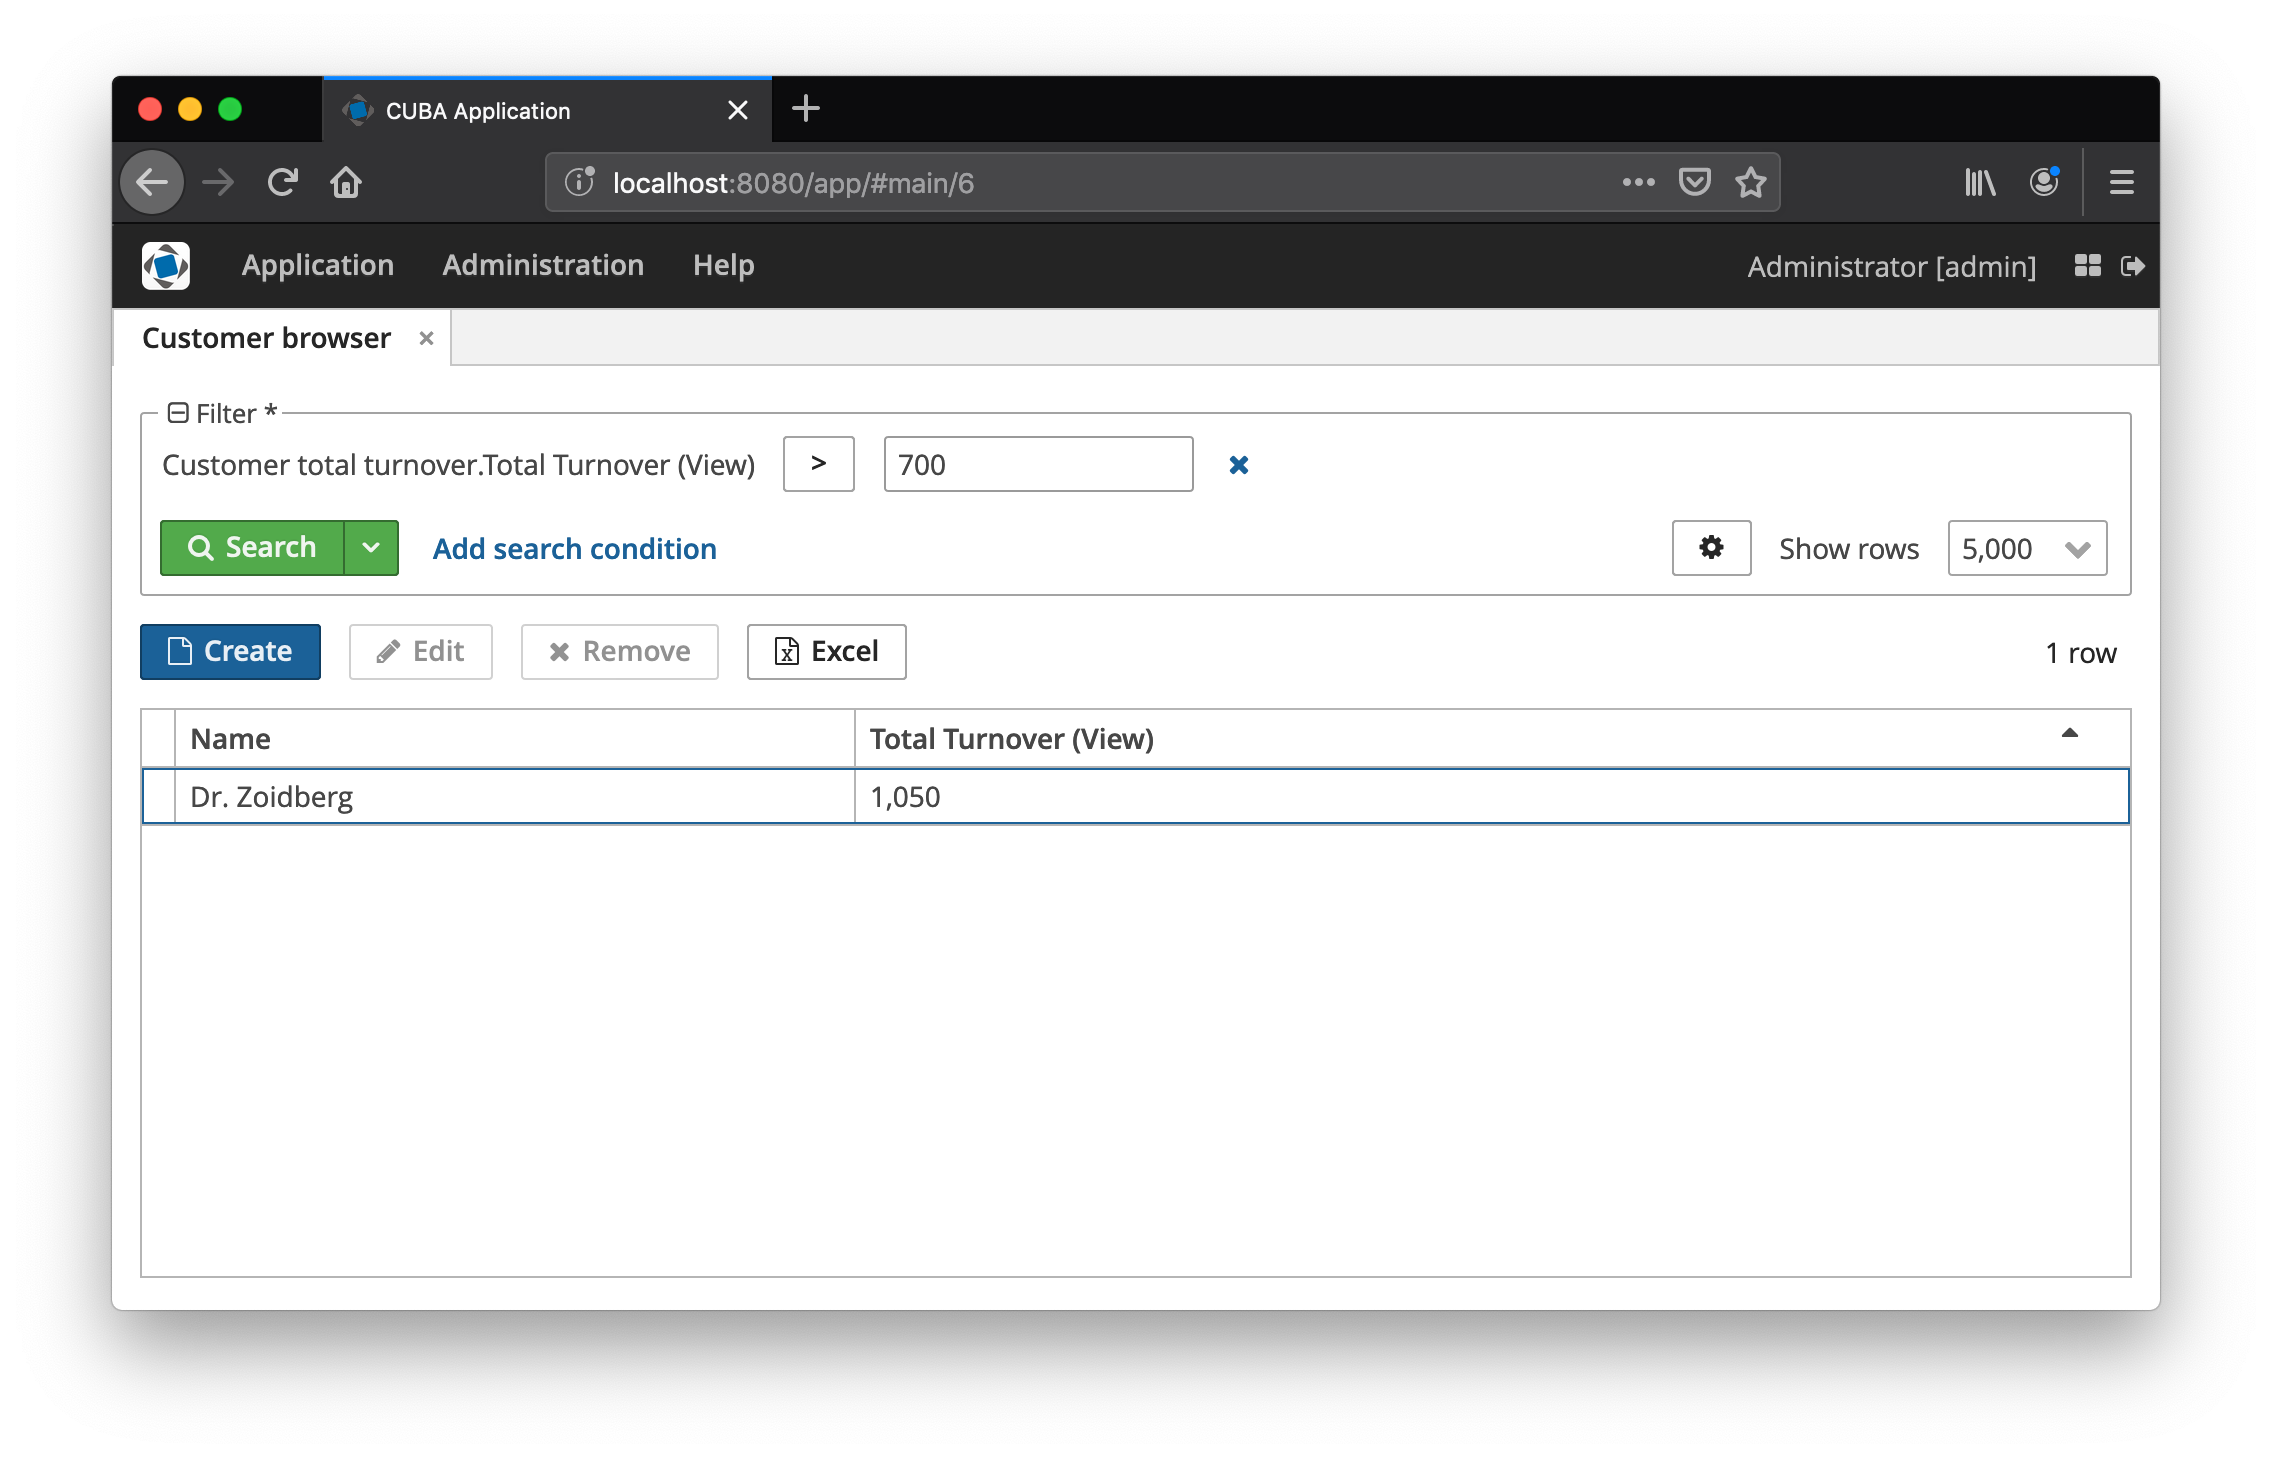 CUBA Application
localhost:8080/app/#main/6
Application Administration Help Administrator [admin]
Customer browser
Filter *
Customer total turnover.Total Turnover (View) > 700
Search Add search condition Show rows 5,000
Create Edit Remove Excel 1 row
Name Total Turnover (View)
Dr. Zoidberg 1,050